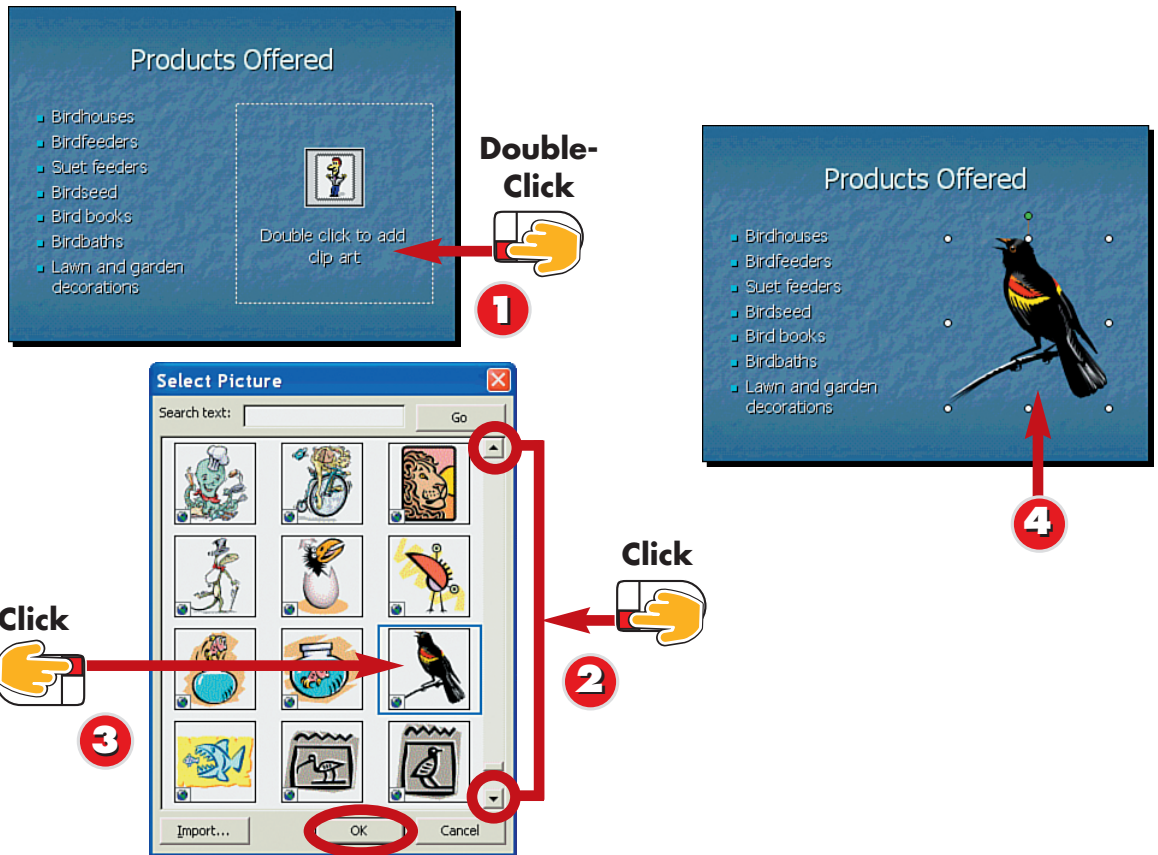 Products Offered
Birdhouses
Birdfeeders
Suet feeders
Birdseed
Bird books
Birdbaths
Lawn and garden
decorations
Double click to add
clip art
Double-
Click
1
Select Picture
Search text:
Go
Click
2
Click
3
Import...
OK
Cancel
Products Offered
Birdhouses
Birdfeeders
Suet feeders
Birdseed
Bird books
Birdbaths
Lawn and garden
decorations
4